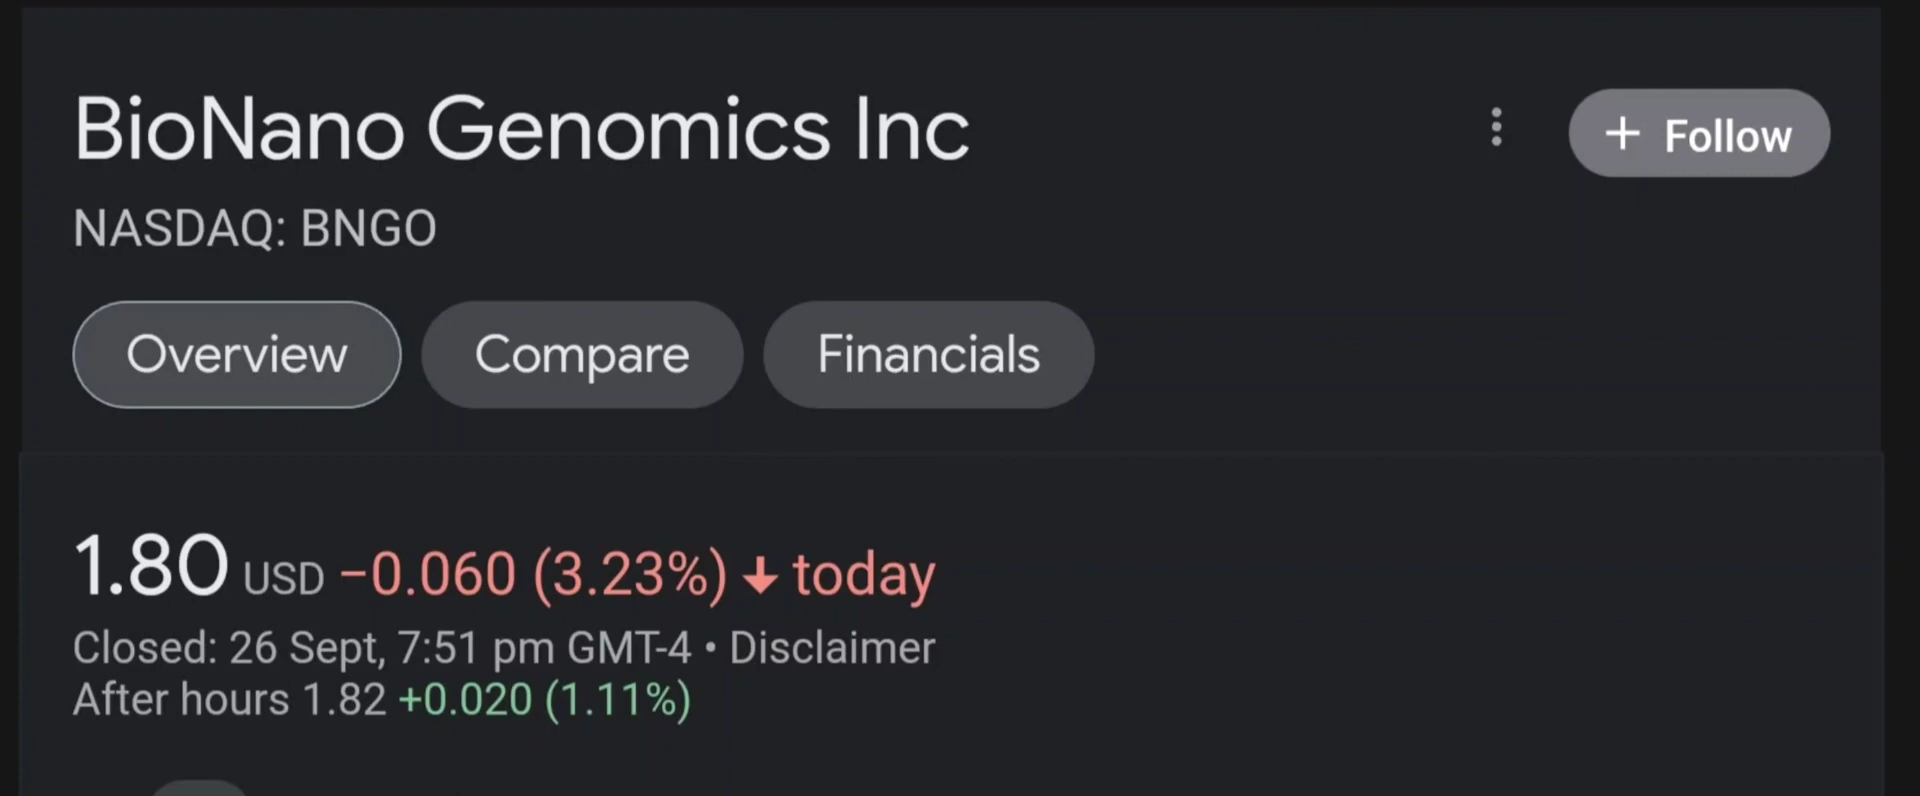 BioNano Genomics Inc
+ Follow
NASDAQ: BNGO
Overview
Compare
Financials
1.80 USD −0.060 (3.23%) ↓ today
Closed: 26 Sept, 7:51 pm GMT-4 • Disclaimer
After hours 1.82 +0.020 (1.11%)